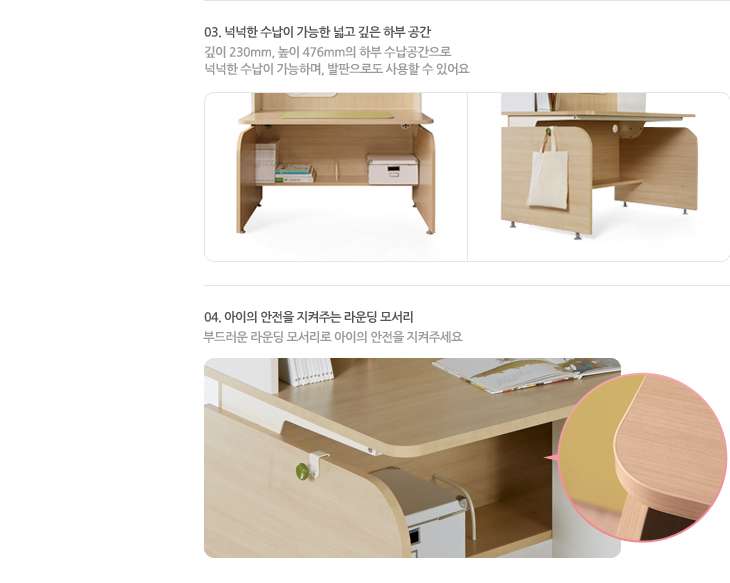 03. 넉넉한 수납이 가능한 넓고 깊은 하부 공간
깊이 230mm, 높이 476mm의 하부 수납공간으로
넉넉한 수납이 가능하며, 발판으로도 사용할 수 있어요
04. 아이의 안전을 지켜주는 라운딩 모서리
부드러운 라운딩 모서리로 아이의 안전을 지켜주세요